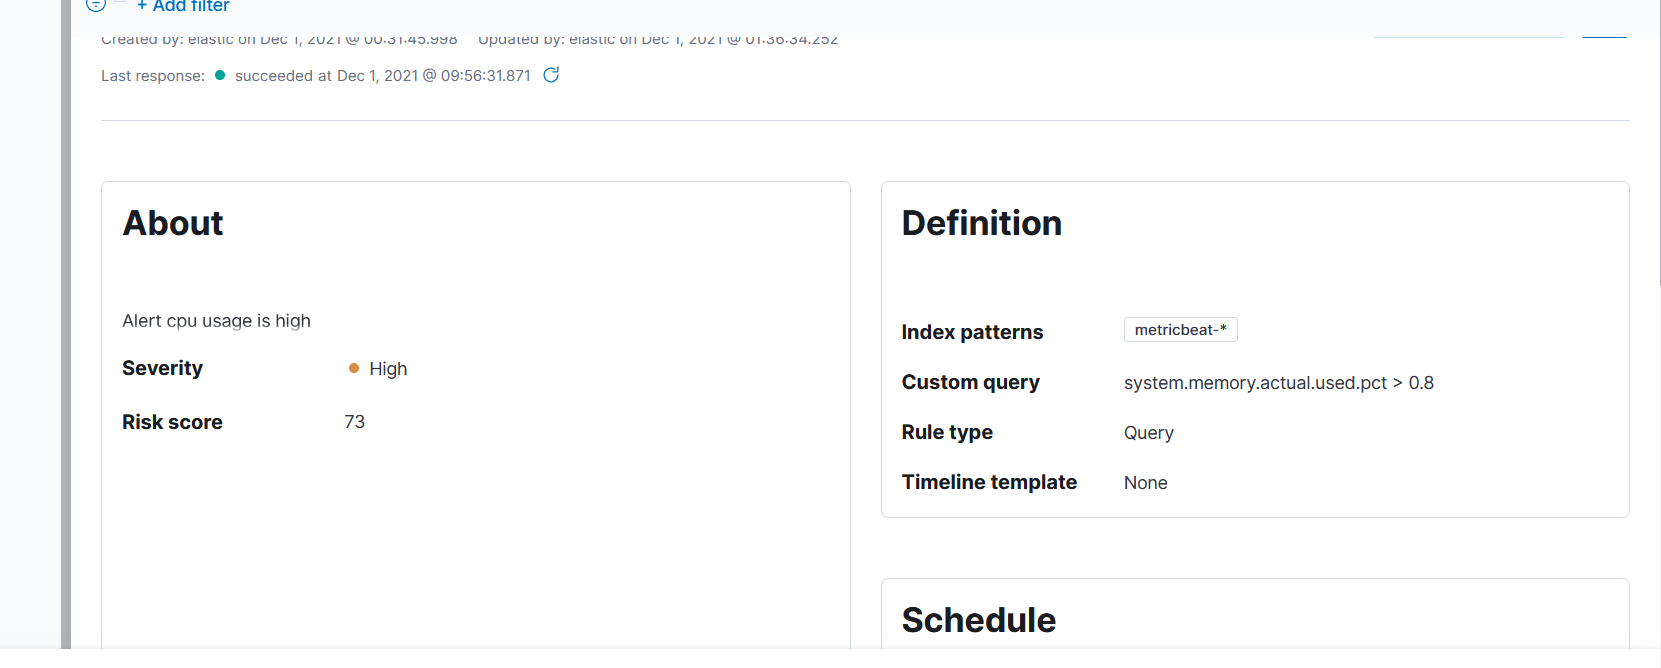 + Add filter
Created by: elastic on Dec 1, 2021 @ 00:31:45.998 Updated by: elastic on Dec 1, 2021 @ 01:36:34.252
Last response: succeeded at Dec 1, 2021 @ 09:56:31.871
About
Alert cpu usage is high
Severity High
Risk score 73
Definition
Index patterns metricbeat-*
Custom query system.memory.actual.used.pct > 0.8
Rule type Query
Timeline template None
Schedule